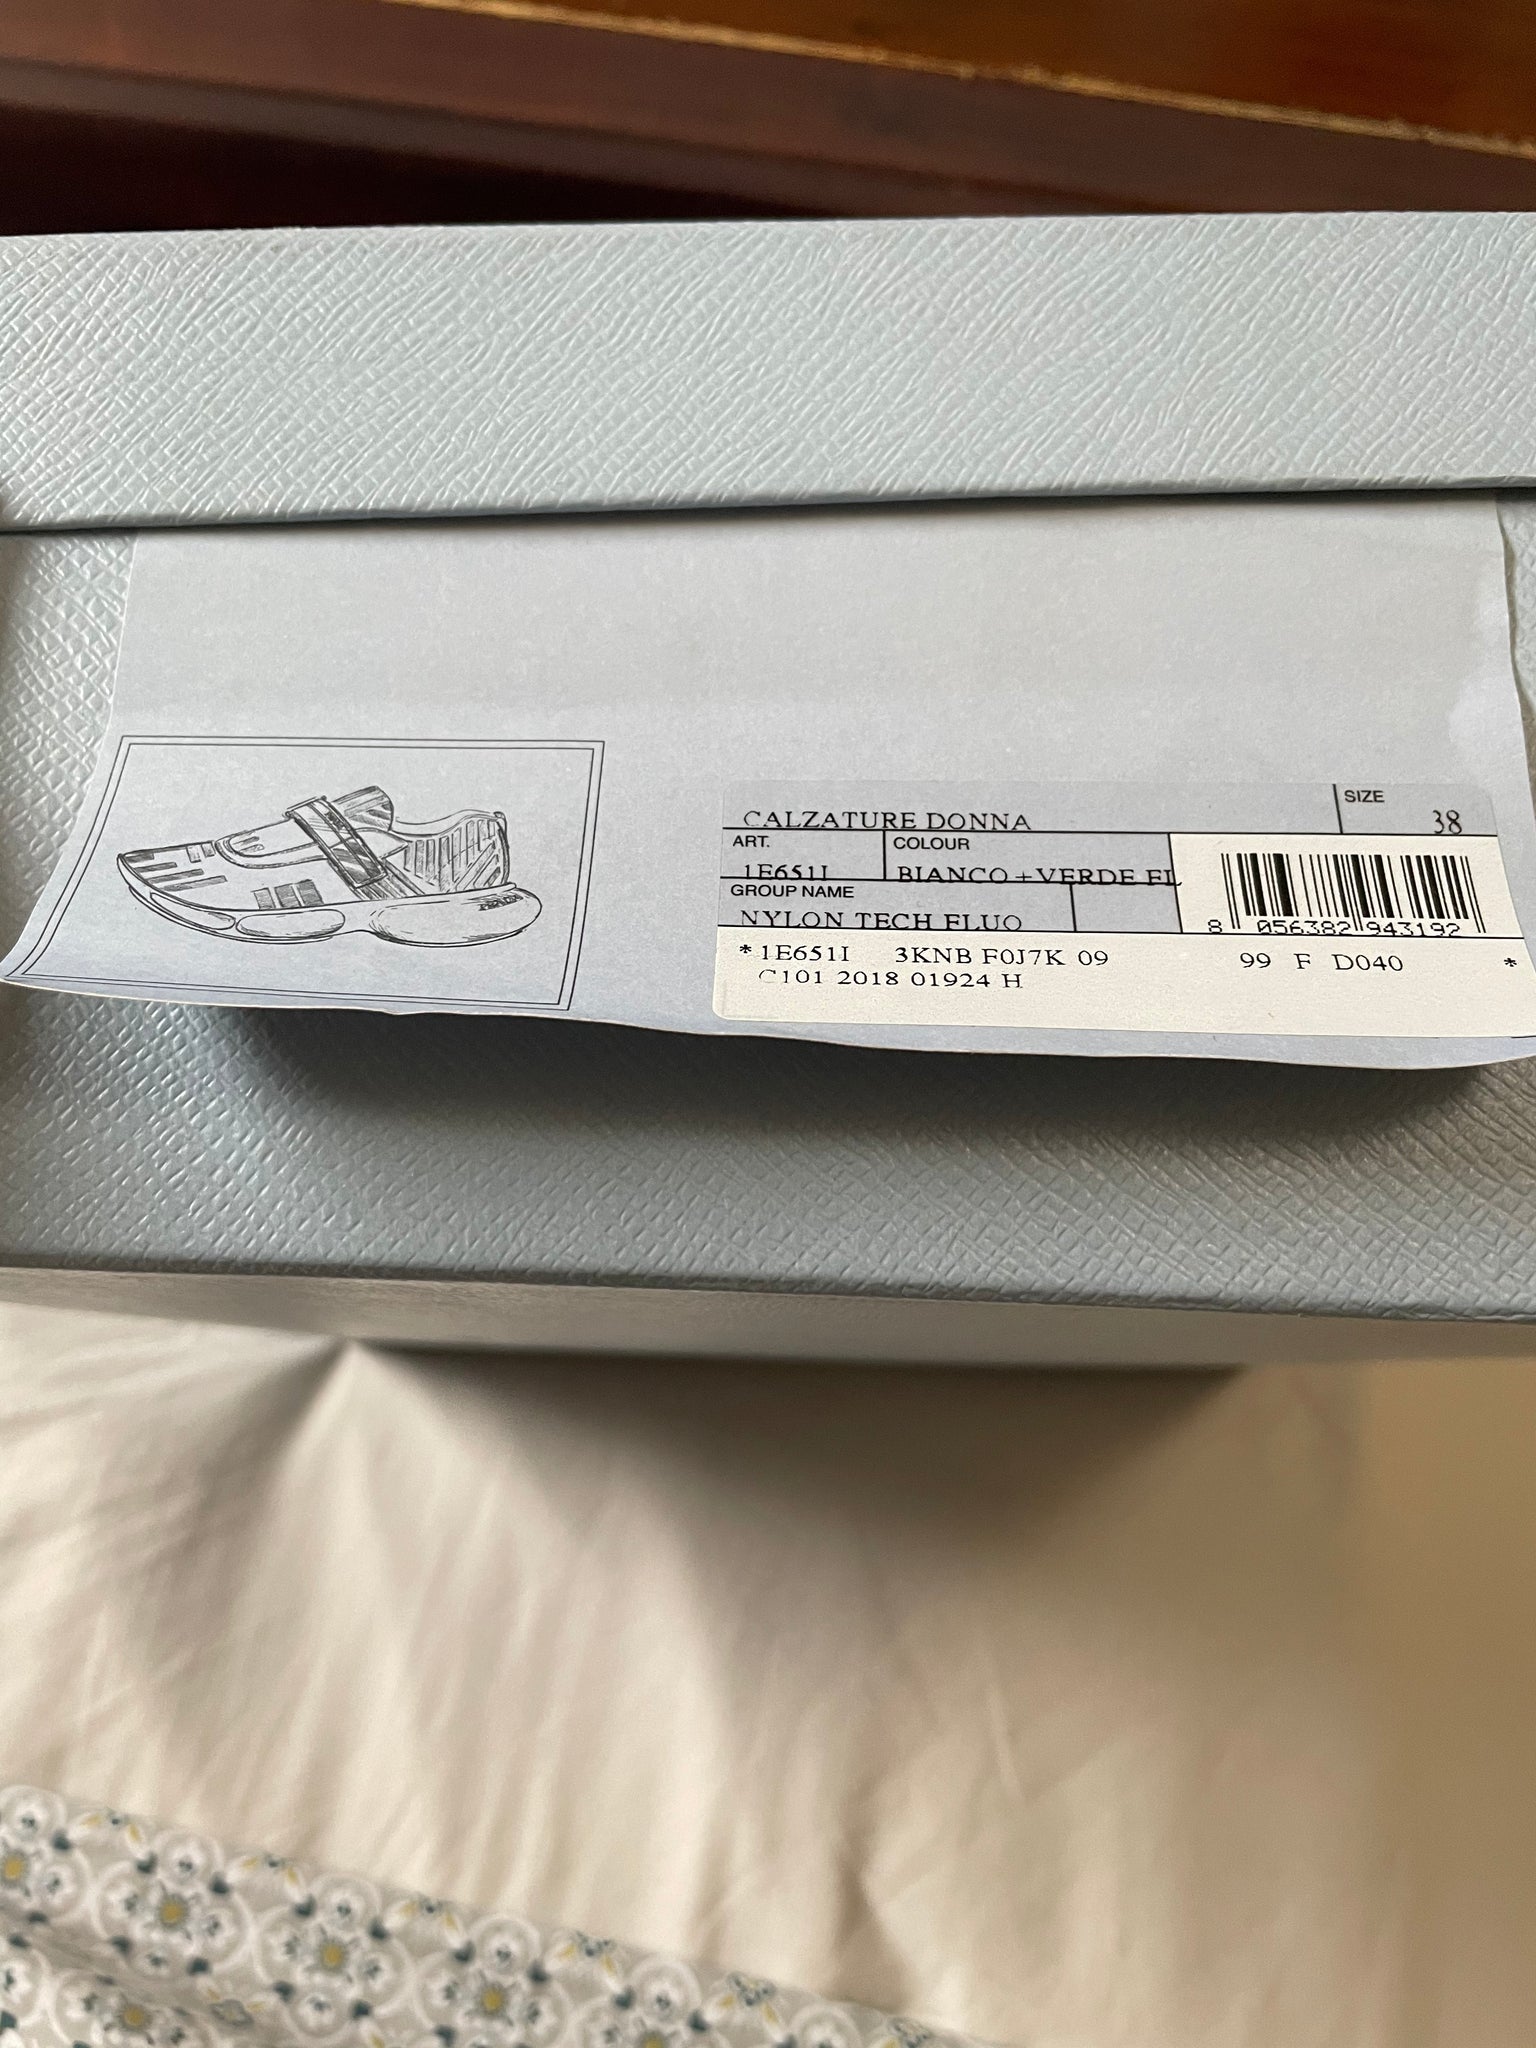 CALZATURE DONNA
SIZE
38
ART.
1E651I
COLOUR
BIANCO+VERDE FL
GROUP NAME
NYLON TECH FLUO
8 056382 943192
*1E651I 3KNB F0J7K 09 99 F D040 *
C101 2018 01924 H
PRADA